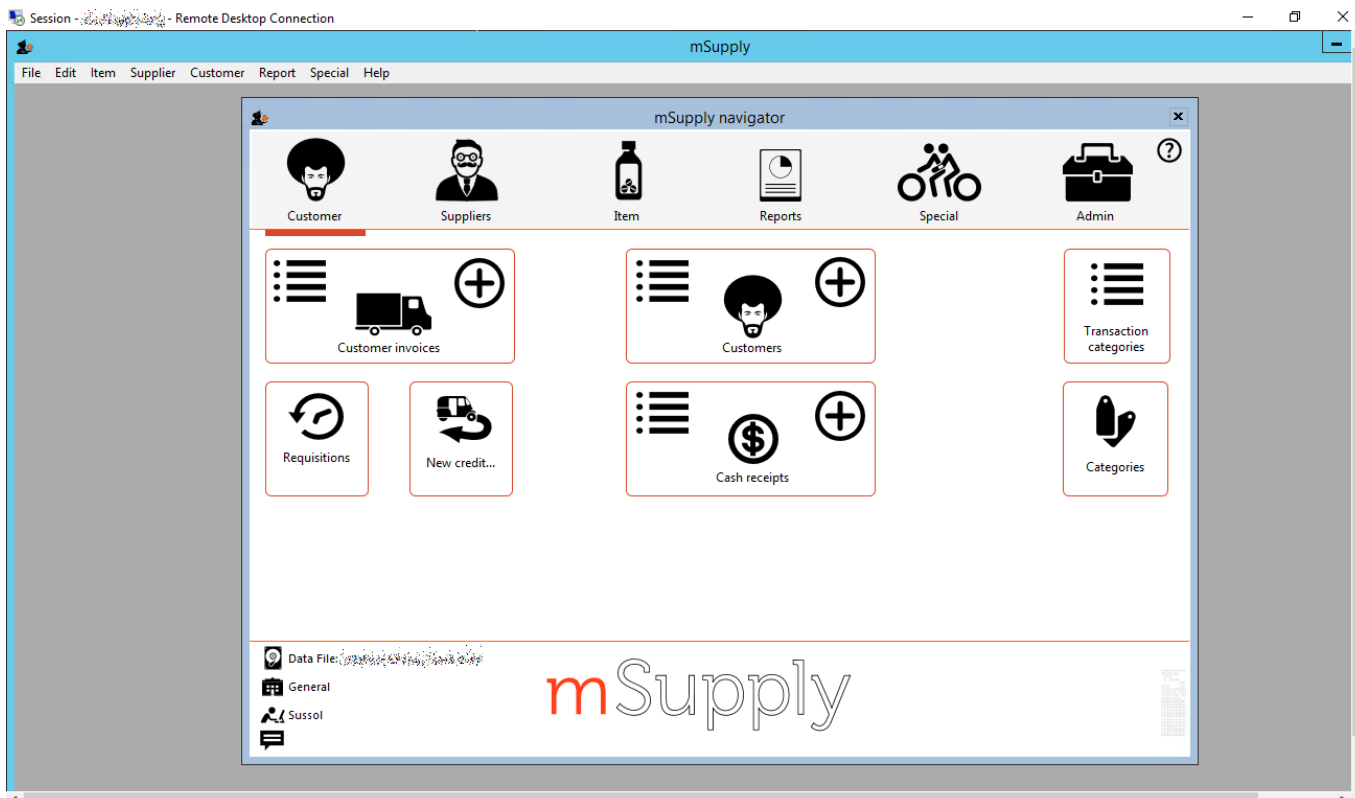 Session - - Remote Desktop Connection
mSupply
File Edit Item Supplier Customer Report Special Help
mSupply navigator
Customer Suppliers Item Reports Special Admin
Customer invoices
Customers
Transaction
categories
Requisitions
New credit...
Cash receipts
Categories
Data File:
General
Sussol
mSupply